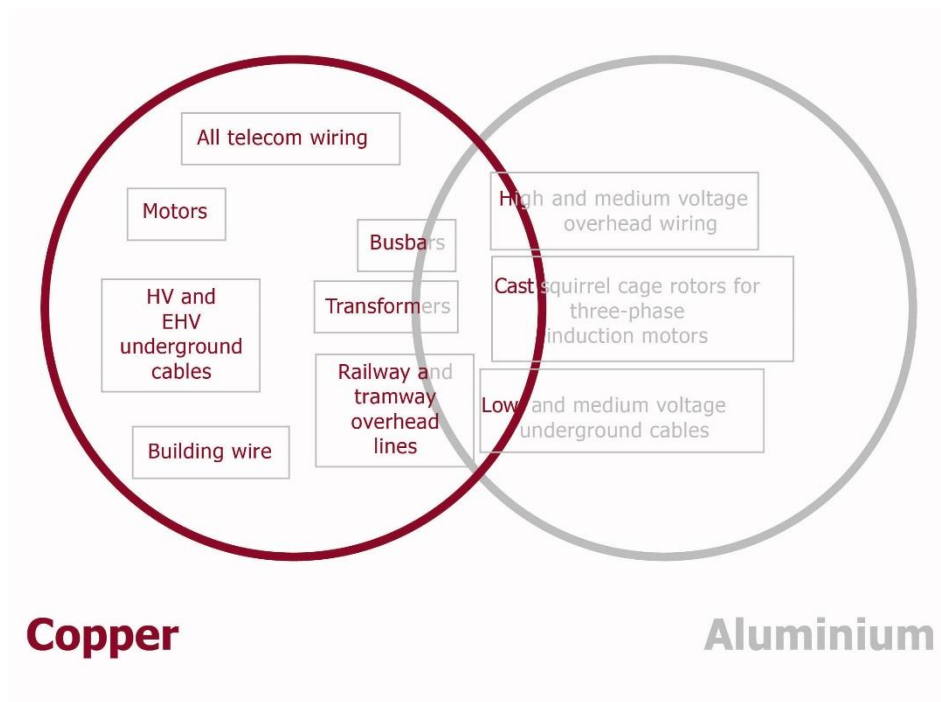 All telecom wiring
Motors
High and medium voltage
overhead wiring
Busbars
HV and
EHV
underground
cables
Transformers
Cast squirrel cage rotors for
three-phase
induction motors
Railway and
tramway
overhead
lines
Low and medium voltage
underground cables
Building wire
Copper
Aluminium